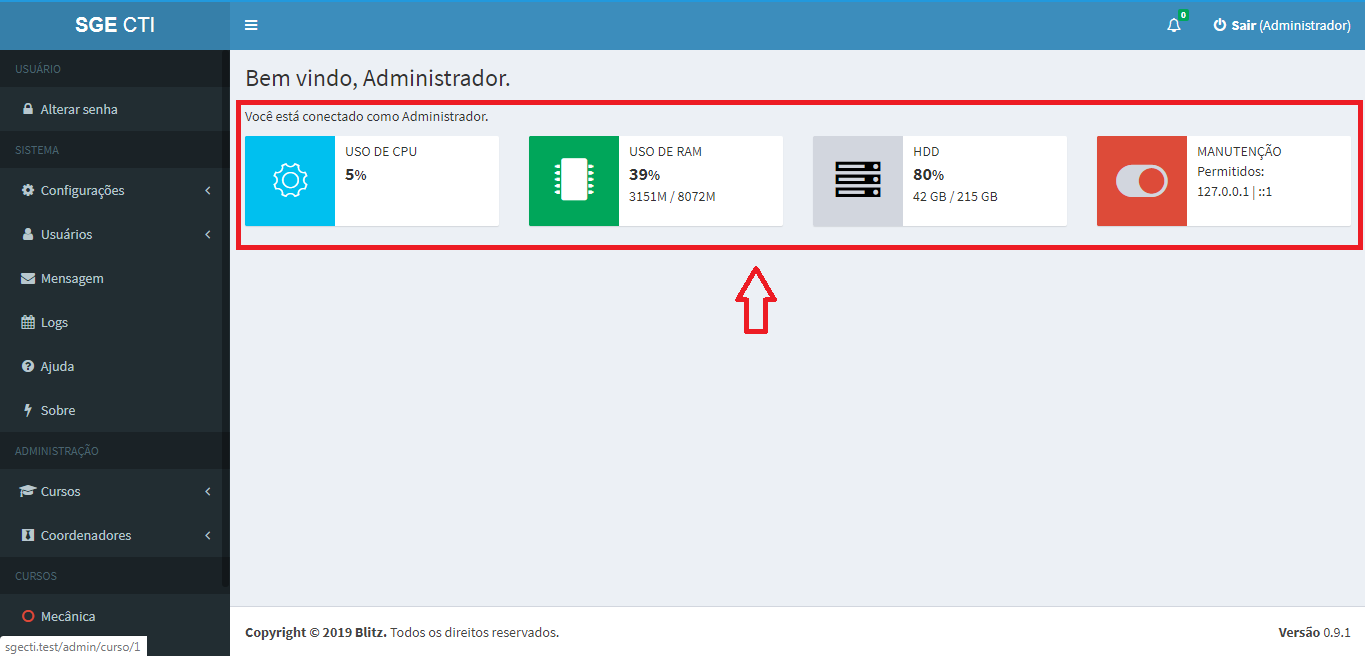 SGE CTI
0
Sair (Administrador)
USUÁRIO
Alterar senha
SISTEMA
Configurações
Usuários
Mensagem
Logs
Ajuda
Sobre
ADMINISTRAÇÃO
Cursos
Coordenadores
CURSOS
Mecânica
sgecti.test/admin/curso/1
Bem vindo, Administrador.
Você está conectado como Administrador.
USO DE CPU
5%
USO DE RAM
39%
3151M / 8072M
HDD
80%
42 GB / 215 GB
MANUTENÇÃO
Permitidos:
127.0.0.1 | ::1
Copyright © 2019 Blitz. Todos os direitos reservados.
Versão 0.9.1